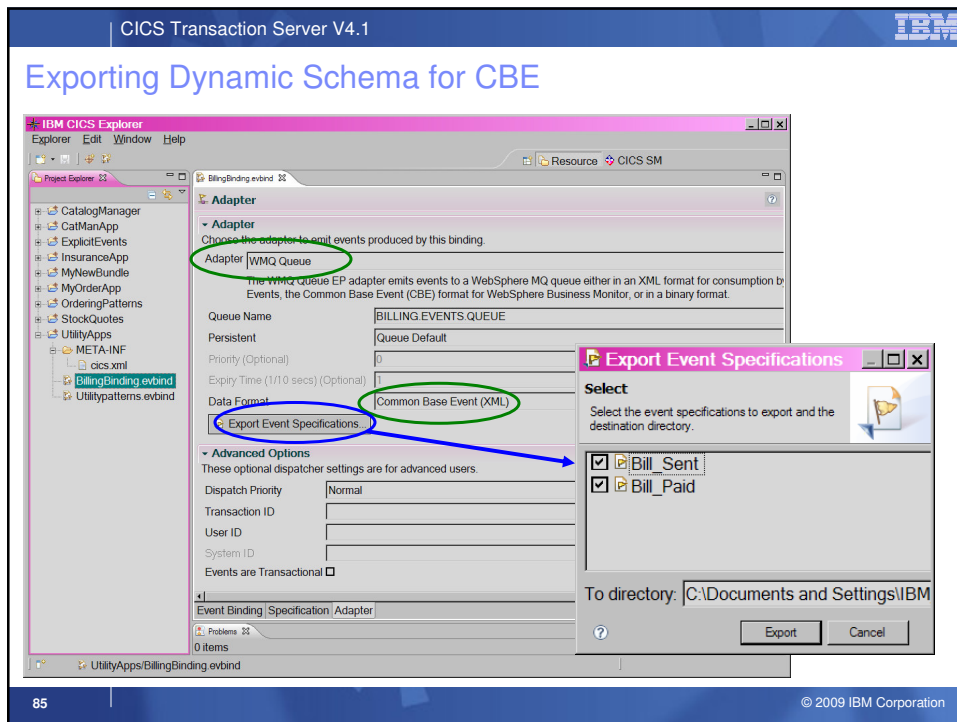 CICS Transaction Server V4.1
IBM
Exporting Dynamic Schema for CBE
IBM CICS Explorer
Explorer Edit Window Help
Resource CICS SM
Project Explorer
BillingBinding.evbind
CatalogManager
CatManApp
ExplicitEvents
InsuranceApp
MyNewBundle
MyOrderApp
OrderingPatterns
StockQuotes
UtilityApps
META-INF
cics.xml
BillingBinding.evbind
Utilitypatterns.evbind
Adapter
Adapter
Choose the adapter to emit events produced by this binding.
Adapter WMQ Queue
The WMQ Queue EP adapter emits events to a WebSphere MQ queue either in an XML format for consumption by
Events, the Common Base Event (CBE) format for WebSphere Business Monitor, or in a binary format.
Queue Name BILLING.EVENTS.QUEUE
Persistent Queue Default
Priority (Optional) 0
Expiry Time (1/10 secs) (Optional) 1
Data Format Common Base Event (XML)
Export Event Specifications...
Advanced Options
These optional dispatcher settings are for advanced users.
Dispatch Priority Normal
Transaction ID
User ID
System ID
Events are Transactional
Event Binding Specification Adapter
Problems
0 items
UtilityApps/BillingBinding.evbind
Export Event Specifications
Select
Select the event specifications to export and the
destination directory.
Bill_Sent
Bill_Paid
To directory: C:\Documents and Settings\IBM
Export Cancel
85
© 2009 IBM Corporation